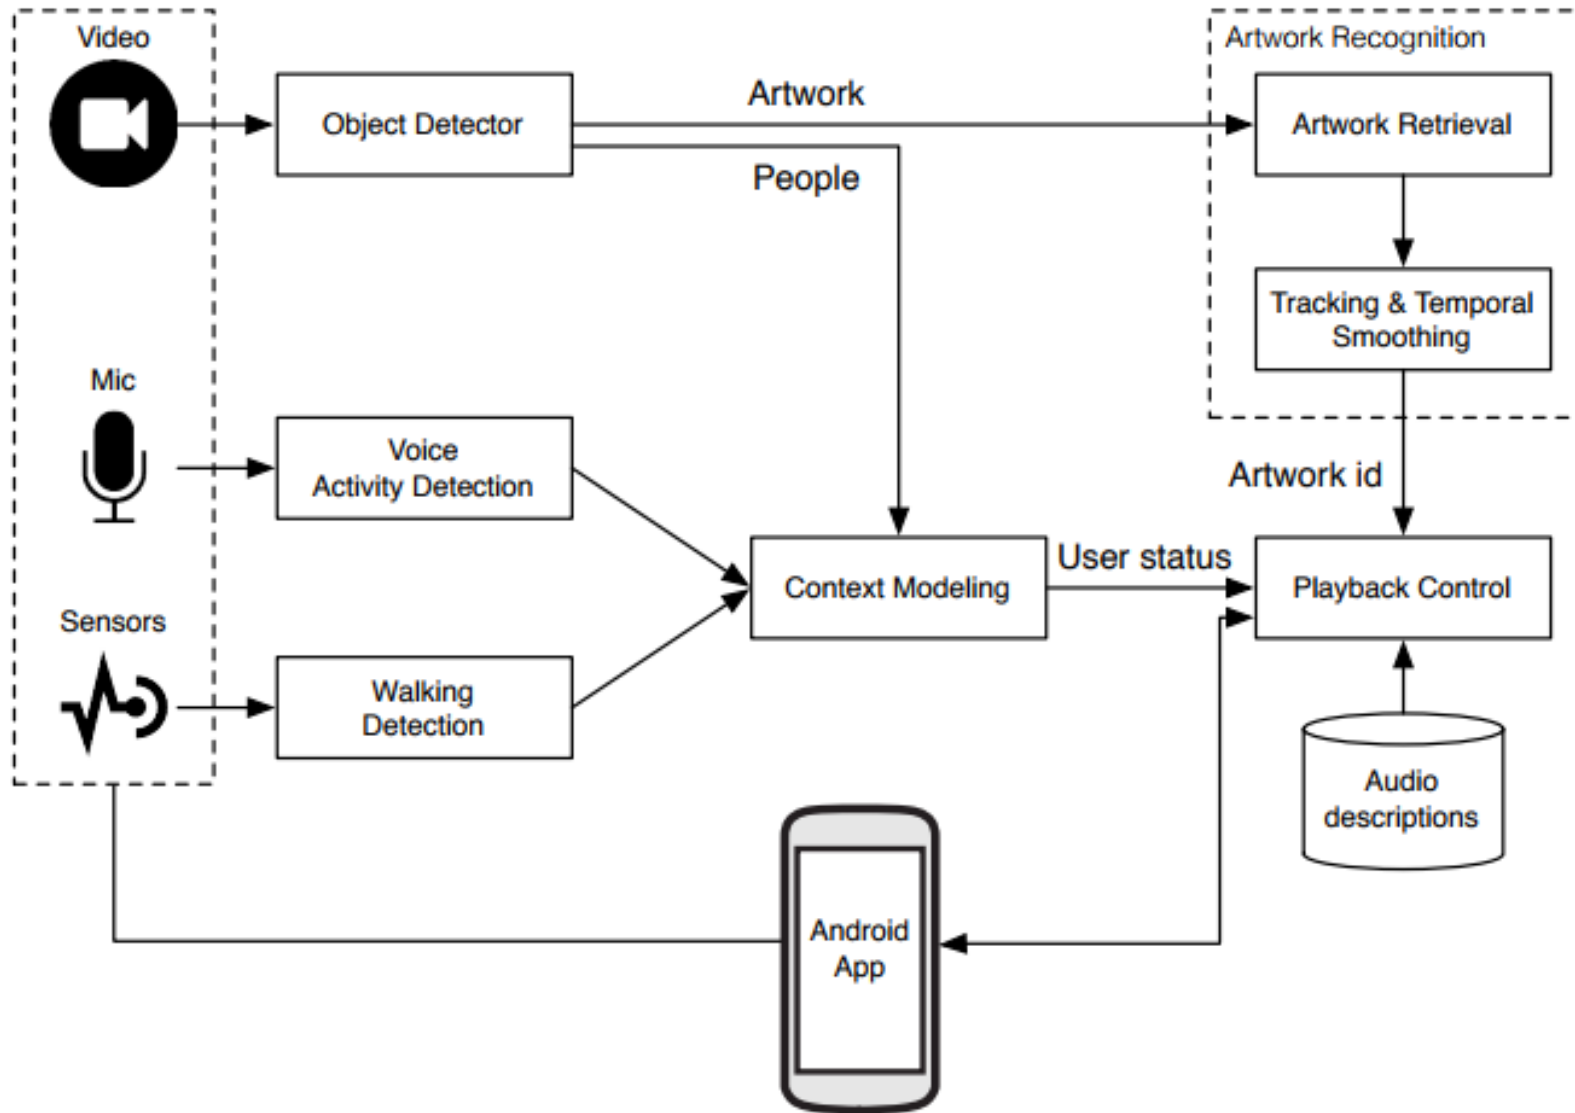 Video
Artwork Recognition
Object Detector
Artwork
People
Artwork Retrieval
Tracking & Temporal
Smoothing
Mic
Voice
Activity Detection
Artwork id
Context Modeling
User status
Playback Control
Sensors
Walking
Detection
Audio
descriptions
Android
App